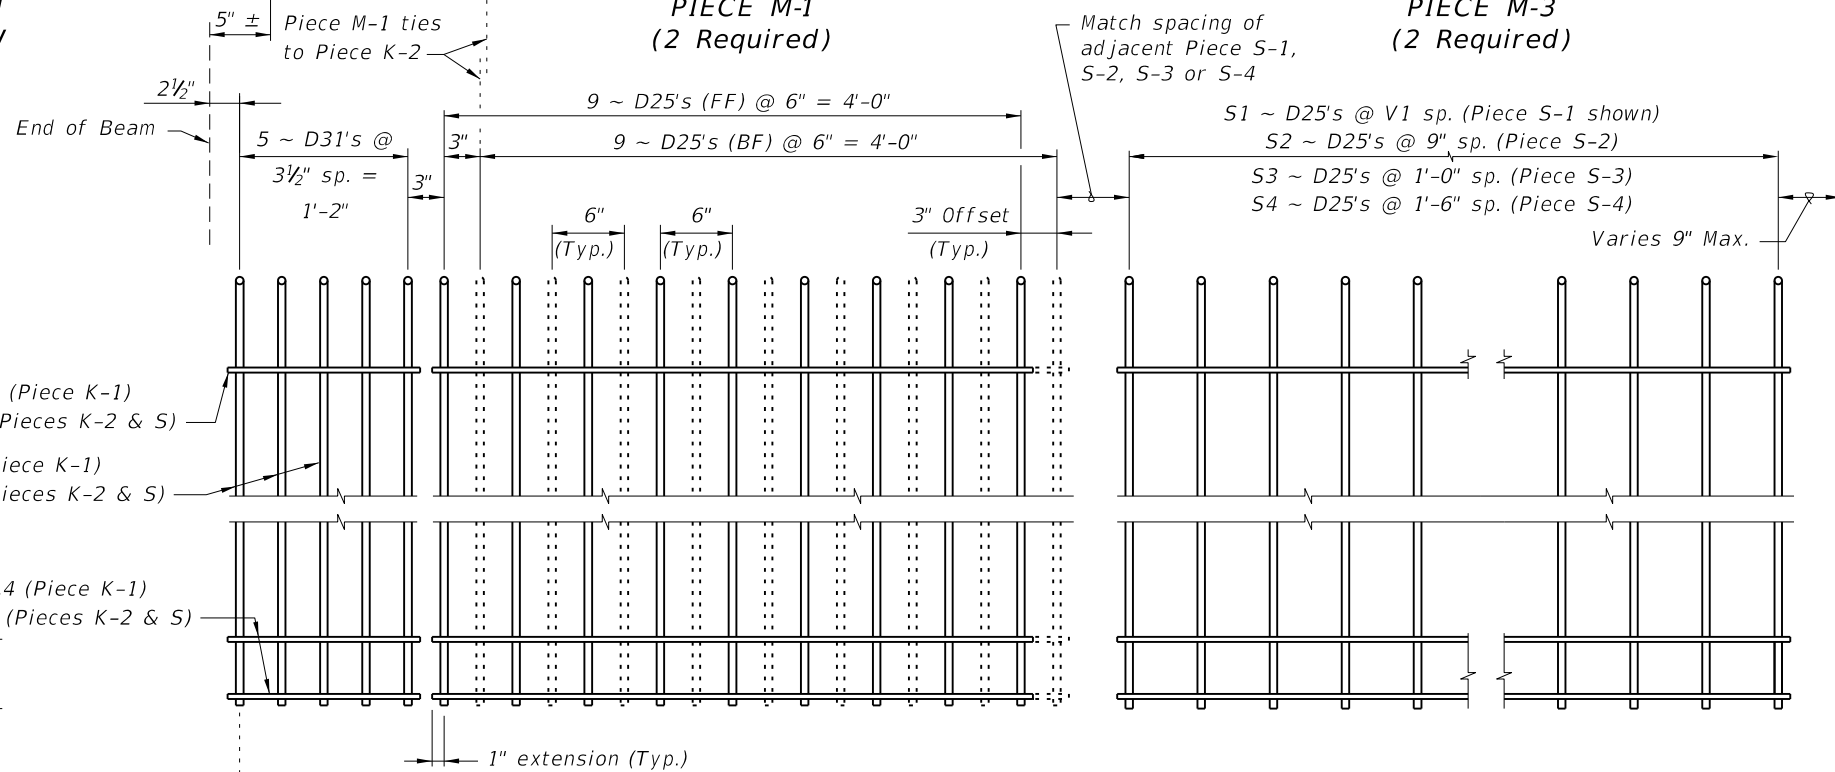 PIECE M-1
(2 Required)
PIECE M-3
(2 Required)
5" ±
Piece M-1 ties
to Piece K-2
Match spacing of
adjacent Piece S-1,
S-2, S-3 or S-4
2½"
End of Beam
5 ~ D31's @
3½" sp. =
1'-2"
3"
3"
9 ~ D25's (FF) @ 6" = 4'-0"
9 ~ D25's (BF) @ 6" = 4'-0"
6"
(Typ.)
6"
(Typ.)
3" Offset
(Typ.)
S1 ~ D25's @ V1 sp. (Piece S-1 shown)
S2 ~ D25's @ 9" sp. (Piece S-2)
S3 ~ D25's @ 1'-0" sp. (Piece S-3)
S4 ~ D25's @ 1'-6" sp. (Piece S-4)
Varies 9" Max.
(Piece K-1)
Pieces K-2 & S)
iece K-1)
ieces K-2 & S)
4 (Piece K-1)
(Pieces K-2 & S)
1" extension (Typ.)